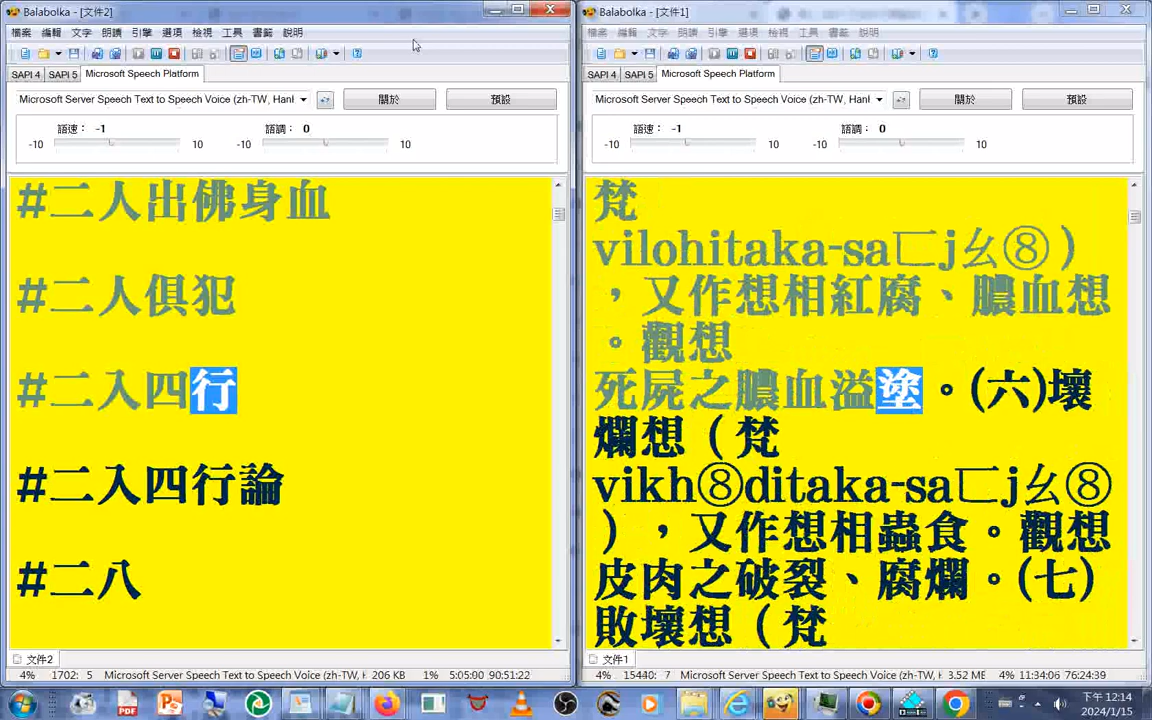 Balabolka - [文件2]
檔案 編輯 文字 朗讀 引擎 選項 檢視 工具 書籤 說明
SAPI 4 SAPI 5 Microsoft Speech Platform
Microsoft Server Speech Text to Speech Voice (zh-TW, Hanl
關於 預設
語速： -1 語調： 0
-10 10 -10 10
#二人出佛身血
#二人俱犯
#二入四行
#二入四行論
#二八
文件2
4% 1702: 5 Microsoft Server Speech Text to Speech Voice (zh-TW, H 206 KB 1% 5:05:90 90:51:22
Balabolka - [文件1]
檔案 編輯 文字 朗讀 引擎 選項 檢視 工具 書籤 說明
SAPI 4 SAPI 5 Microsoft Speech Platform
Microsoft Server Speech Text to Speech Voice (zh-TW, Hanl
關於 預設
語速： -1 語調： 0
-10 10 -10 10
梵
vilohitaka-saㄈjㄠ⑧）
，又作想相紅腐、膿血想
。觀想
死屍之膿血溢塗。(六)壞
爛想（梵
vikh⑧ditaka-saㄈjㄠ⑧
），又作想相蟲食。觀想
皮肉之破裂、腐爛。(七)
敗壞想（梵
文件1
4% 15440: 7 Microsoft Server Speech Text to Speech Voice (zh-TW, H 3.52 ME 4% 11:34:06 76:24:39
下午 12:14
2024/1/15